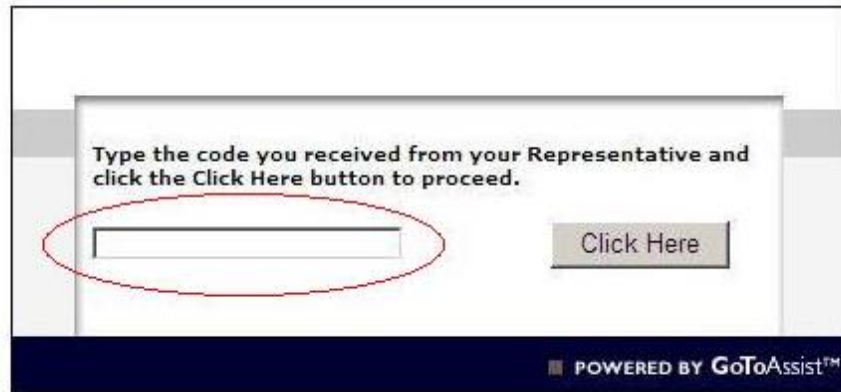 Type the code you received from your Representative and
click the Click Here button to proceed.
Click Here
POWERED BY GoToAssist™